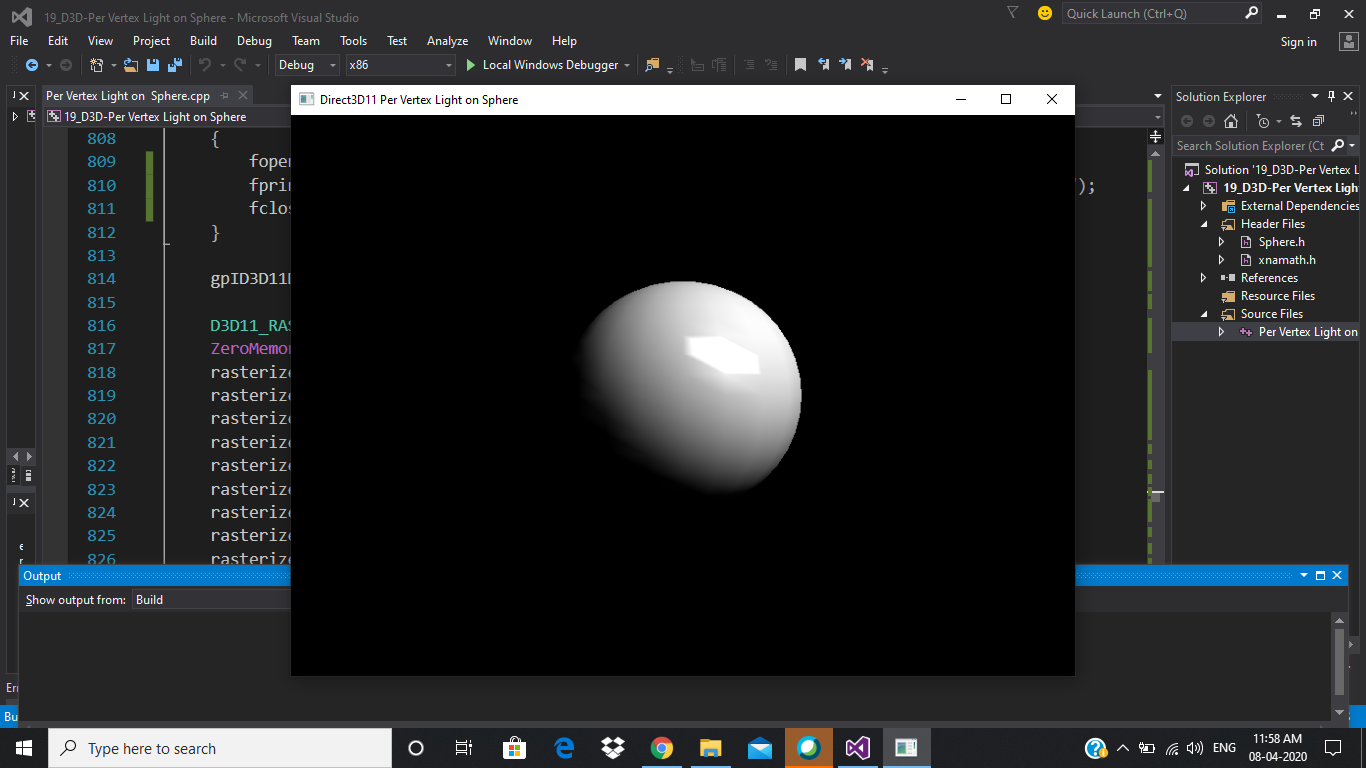 19_D3D-Per Vertex Light on Sphere - Microsoft Visual Studio
Quick Launch (Ctrl+Q)
File Edit View Project Build Debug Team Tools Test Analyze Window Help
Sign in
Debug x86 Local Windows Debugger
Per Vertex Light on Sphere.cpp
19_D3D-Per Vertex Light on Sphere
Direct3D11 Per Vertex Light on Sphere
808 {
809 fopen
810 fprin ");
811 fclos
812 }
813
814 gpID3D11
815
816 D3D11_RAS
817 ZeroMemor
818 rasterize
819 rasterize
820 rasterize
821 rasterize
822 rasterize
823 rasterize
824 rasterize
825 rasterize
826 rasterize
Solution Explorer
Search Solution Explorer (Ct
Solution '19_D3D-Per Vertex L
19_D3D-Per Vertex Ligh
External Dependencies
Header Files
Sphere.h
xnamath.h
References
Resource Files
Source Files
Per Vertex Light on
Output
Show output from: Build
Err
Bu
Type here to search
ENG
11:58 AM
08-04-2020